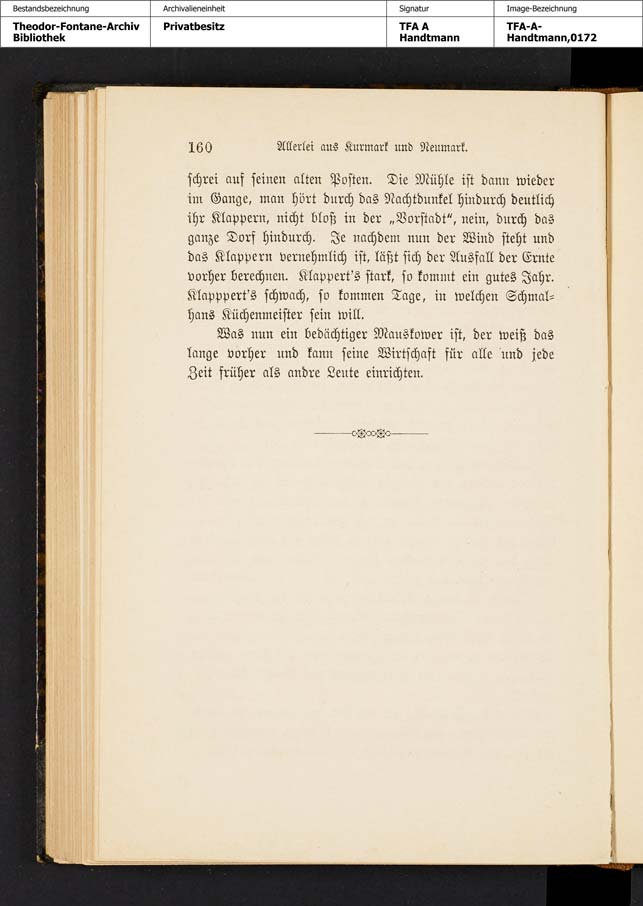 Bestandsbezeichnung
Archivalieneinheit
Signatur
Image-Bezeichnung
Theodor-Fontane-Archiv
Bibliothek
Privatbesitz
TFA A
Handtmann
TFA-A-
Handtmann,0172
160 Allerlei aus Kurmark und Neumark.
schrei auf seinen alten Posten. Die Mühle ist dann wieder
im Gange, man hört durch das Nachtdunkel hindurch deutlich
ihr Klappern, nicht bloß in der „Vorstadt“, nein, durch das
ganze Dorf hindurch. Je nachdem nun der Wind steht und
das Klappern vernehmlich ist, läßt sich der Ausfall der Ernte
vorher berechnen. Klappert's stark, so kommt ein gutes Jahr.
Klapppert's schwach, so kommen Tage, in welchen Schmal=
hans Küchenmeister sein will.
Was nun ein bedächtiger Mauskower ist, der weiß das
lange vorher und kann seine Wirtschaft für alle und jede
Zeit früher als andre Leute einrichten.